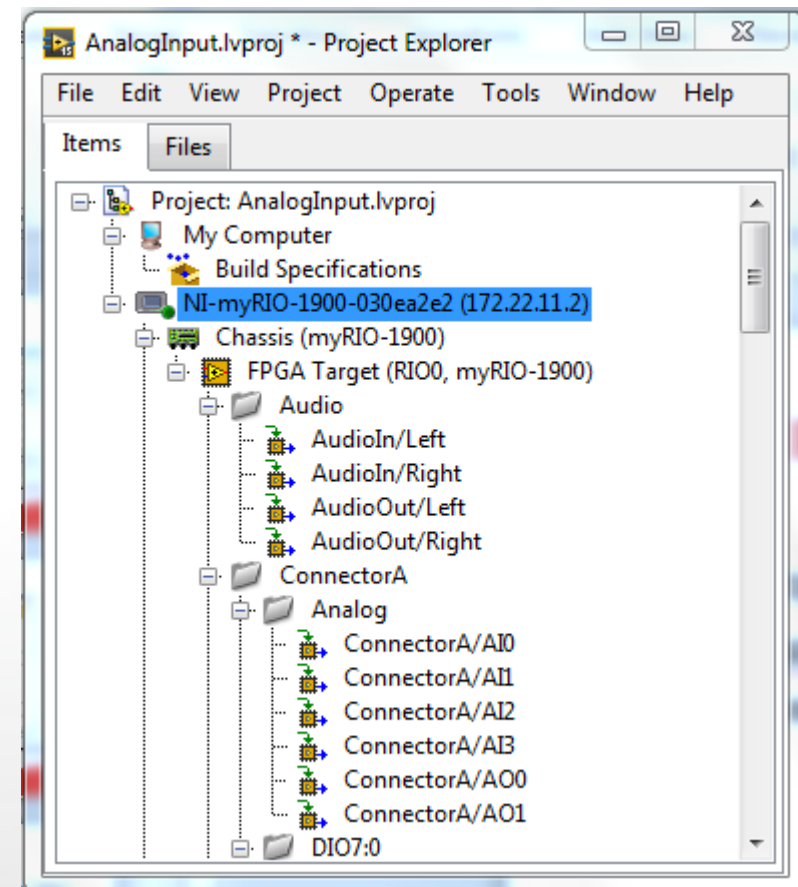 AnalogInput.lvproj * - Project Explorer
File Edit View Project Operate Tools Window Help
Items Files
Project: AnalogInput.lvproj
My Computer
Build Specifications
NI-myRIO-1900-030ea2e2 (172.22.11.2)
Chassis (myRIO-1900)
FPGA Target (RIO0, myRIO-1900)
Audio
AudioIn/Left
AudioIn/Right
AudioOut/Left
AudioOut/Right
ConnectorA
Analog
ConnectorA/AI0
ConnectorA/AI1
ConnectorA/AI2
ConnectorA/AI3
ConnectorA/AO0
ConnectorA/AO1
DIO7:0